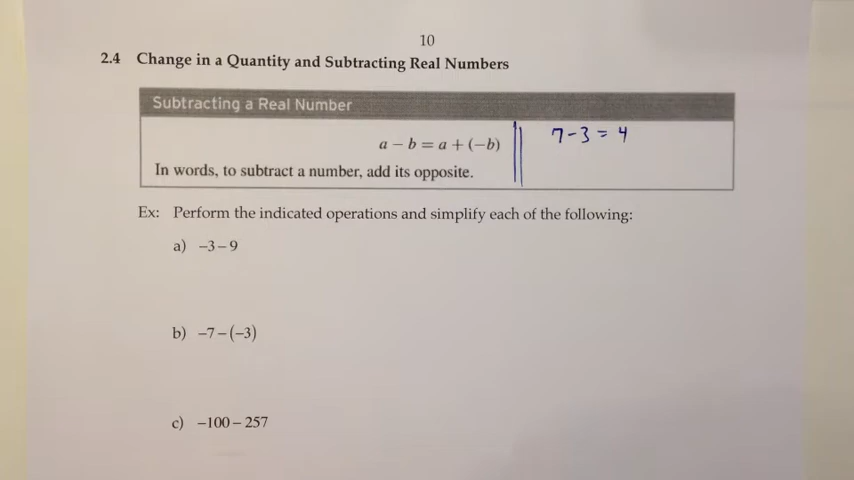 10
2.4 Change in a Quantity and Subtracting Real Numbers
Subtracting a Real Number
a − b = a + (−b)
7 - 3 = 4
In words, to subtract a number, add its opposite.
Ex: Perform the indicated operations and simplify each of the following:
a) −3 − 9
b) −7 − (−3)
c) −100 − 257